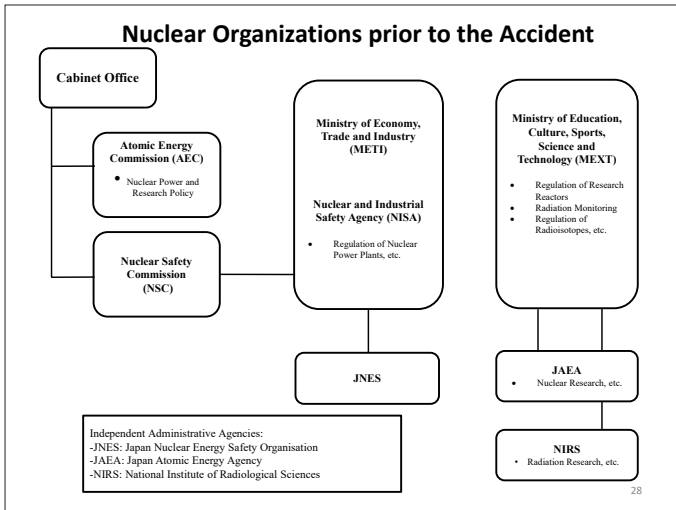 Nuclear Organizations prior to the Accident
Cabinet Office
Atomic Energy
Commission (AEC)
• Nuclear Power and
Research Policy
Nuclear Safety
Commission
(NSC)
Ministry of Economy,
Trade and Industry
(METI)
Nuclear and Industrial
Safety Agency (NISA)
• Regulation of Nuclear
Power Plants, etc.
JNES
Ministry of Education,
Culture, Sports,
Science and
Technology (MEXT)
• Regulation of Research
Reactors
• Radiation Monitoring
• Regulation of
Radioisotopes, etc.
JAEA
• Nuclear Research, etc.
NIRS
• Radiation Research, etc.
Independent Administrative Agencies:
-JNES: Japan Nuclear Energy Safety Organisation
-JAEA: Japan Atomic Energy Agency
-NIRS: National Institute of Radiological Sciences
28